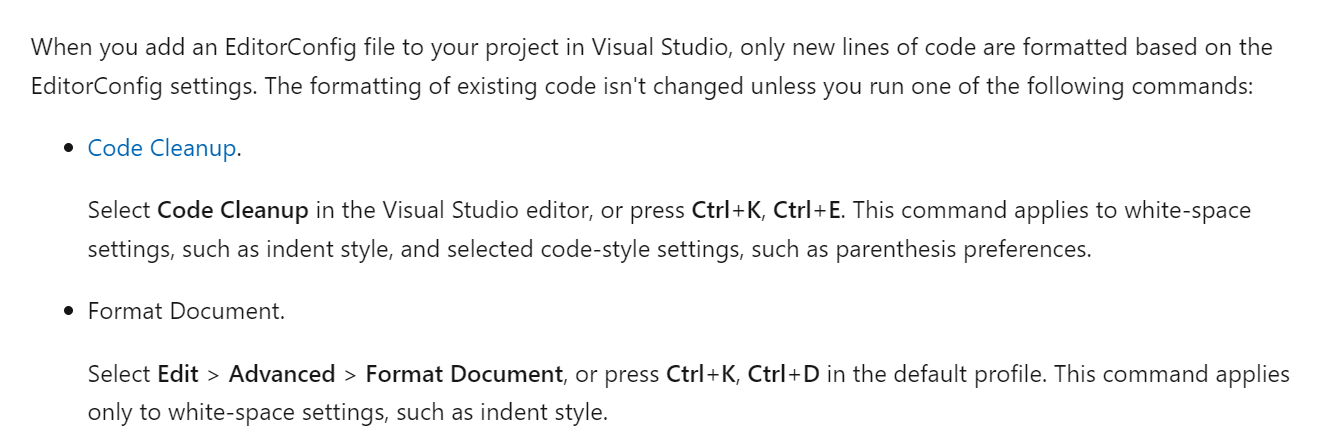 When you add an EditorConfig file to your project in Visual Studio, only new lines of code are formatted based on the
EditorConfig settings. The formatting of existing code isn't changed unless you run one of the following commands:
• Code Cleanup.
Select Code Cleanup in the Visual Studio editor, or press Ctrl+K, Ctrl+E. This command applies to white-space
settings, such as indent style, and selected code-style settings, such as parenthesis preferences.
• Format Document.
Select Edit > Advanced > Format Document, or press Ctrl+K, Ctrl+D in the default profile. This command applies
only to white-space settings, such as indent style.